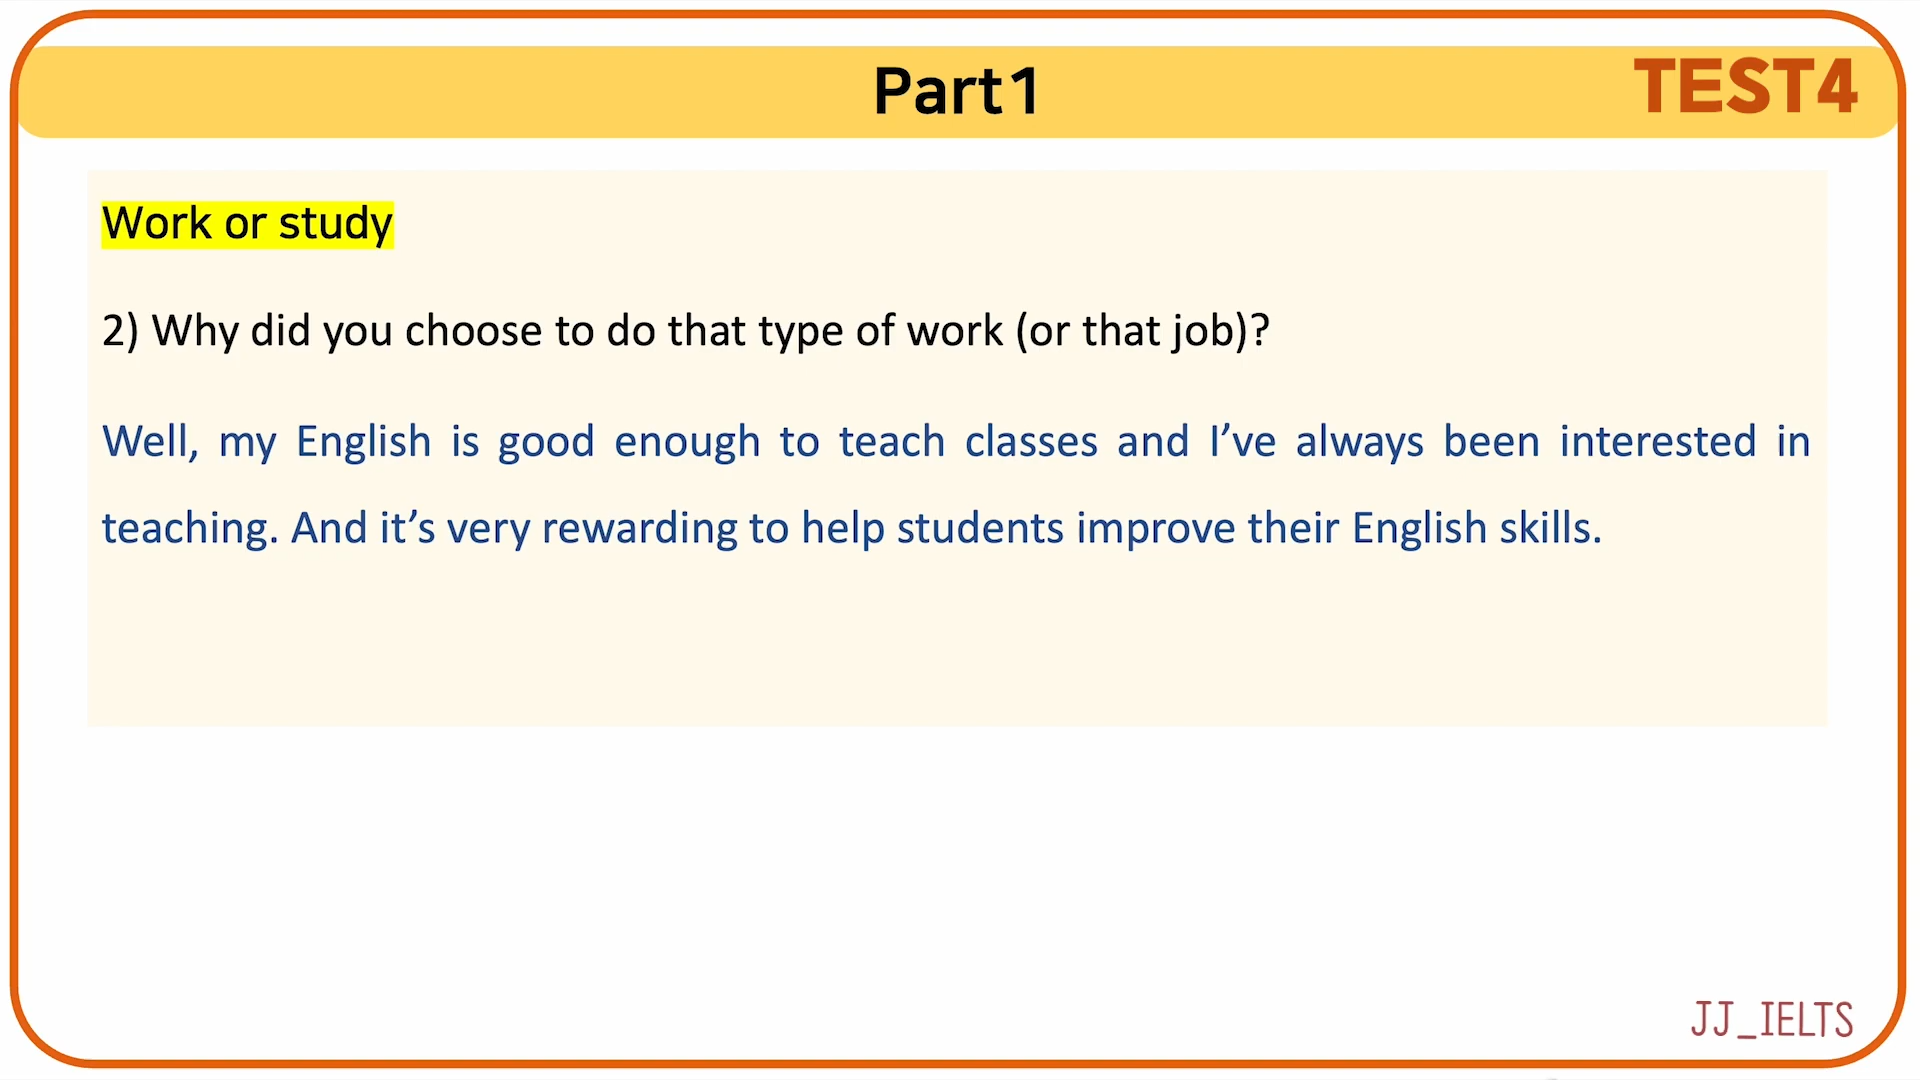 Part1
TEST4
Work or study
2) Why did you choose to do that type of work (or that job)?
Well, my English is good enough to teach classes and I’ve always been interested in
teaching. And it’s very rewarding to help students improve their English skills.
JJ_IELTS